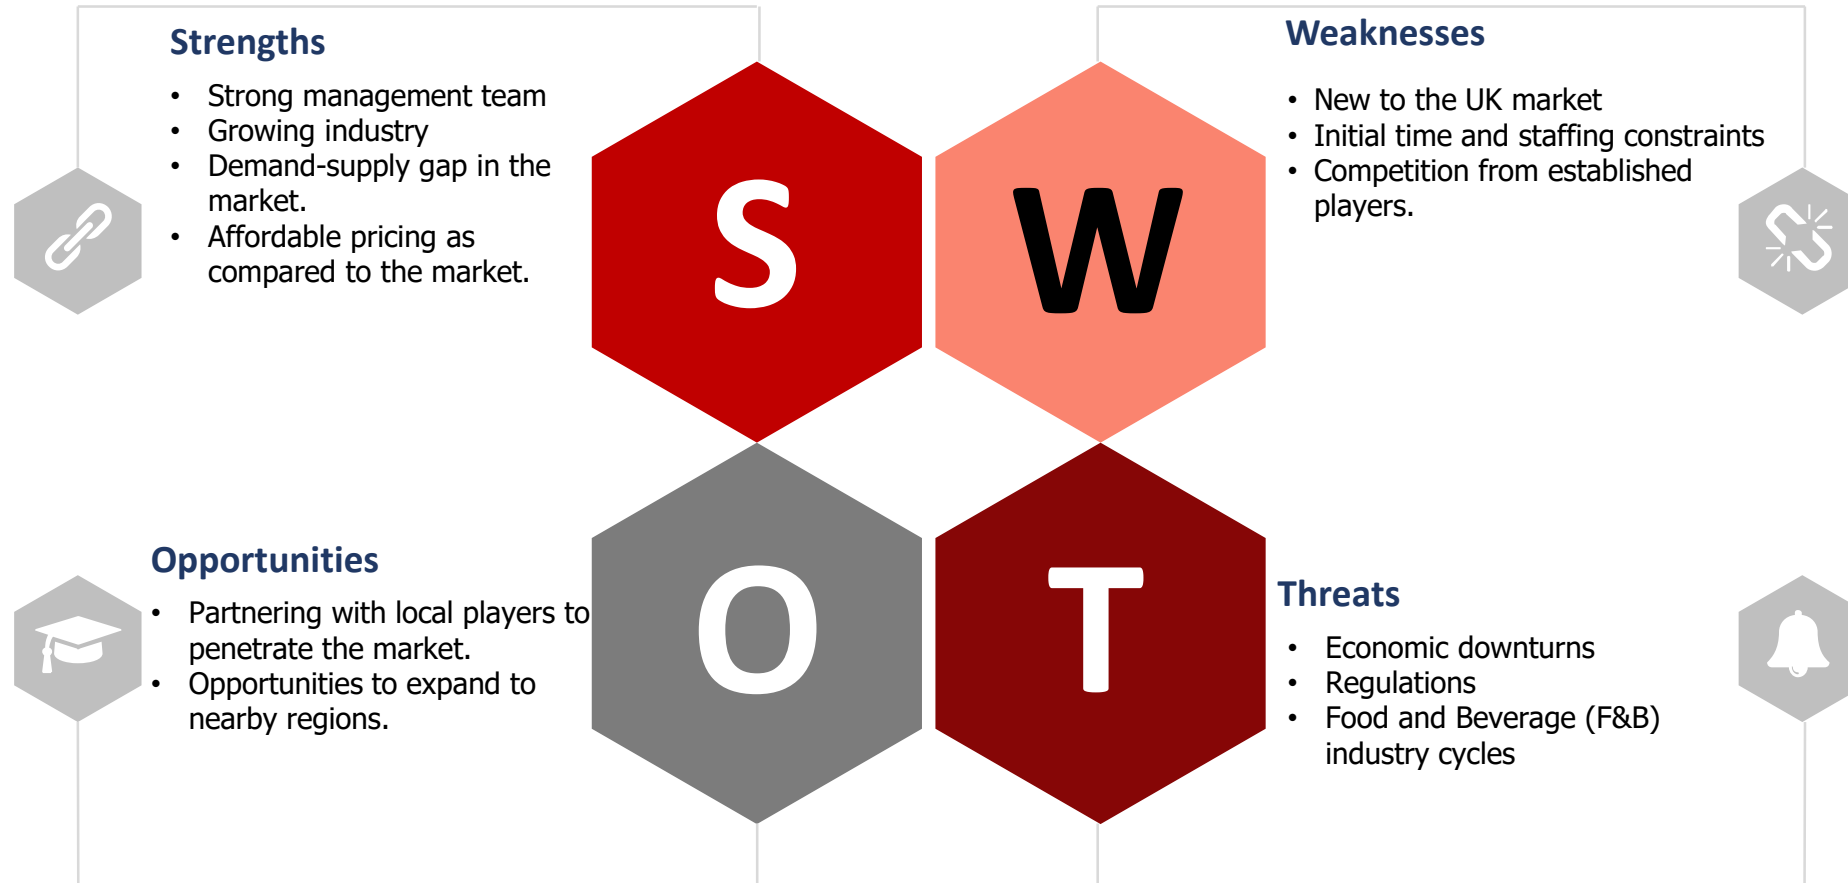 Strengths
• Strong management team
• Growing industry
• Demand-supply gap in the
market.
• Affordable pricing as
compared to the market.
S
W
Weaknesses
• New to the UK market
• Initial time and staffing constraints
• Competition from established
players.
Opportunities
• Partnering with local players to
penetrate the market.
• Opportunities to expand to
nearby regions.
O
T
Threats
• Economic downturns
• Regulations
• Food and Beverage (F&B)
industry cycles